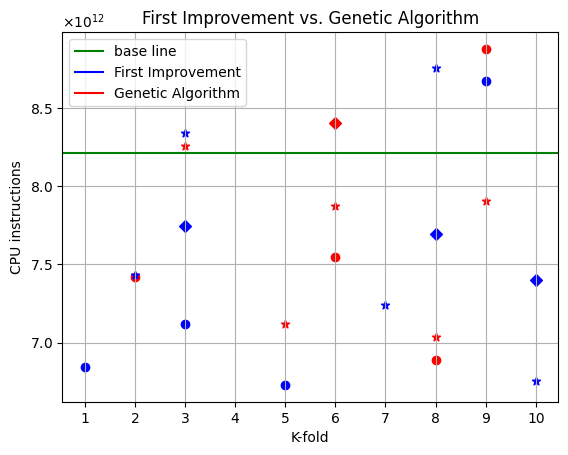 First Improvement vs. Genetic Algorithm
×10¹²
base line
First Improvement
Genetic Algorithm
8.5
8.0
7.5
7.0
CPU instructions
1 2 3 4 5 6 7 8 9 10
K-fold